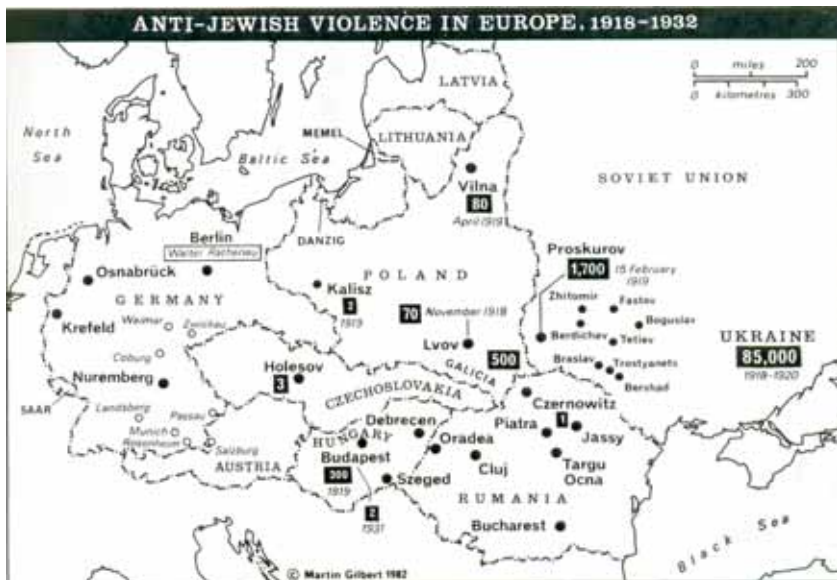 ANTI-JEWISH VIOLENCE IN EUROPE, 1918-1932
0 miles 200
0 kilometres 300
North
Sea
Baltic Sea
LATVIA
LITHUANIA
MEMEL
SOVIET UNION
Vilna
80
April 1919
DANZIG
Berlin
Walter Rathenau
Osnabrück
GERMANY
Krefeld
Weimar
Zwickau
Coburg
Nuremberg
SAAR
Landsberg
Munich
Rosenheim
Passau
Salzburg
AUSTRIA
POLAND
Kalisz
2
1919
70
November 1918
Lvov
500
GALICIA
Proskurov
1,700
15 February
1919
Zhitomir
Fastov
Boguslav
Berdichev
Tetiev
Braslav
Trostyanets
Bershad
UKRAINE
85,000
1918-1920
Holesov
3
CZECHOSLOVAKIA
HUNGARY
Debrecen
Budapest
300
1919
2
1931
Szeged
Oradea
Cluj
Czernowitz
1
Piatra
Jassy
Targu
Ocna
RUMANIA
Bucharest
Black Sea
© Martin Gilbert 1982